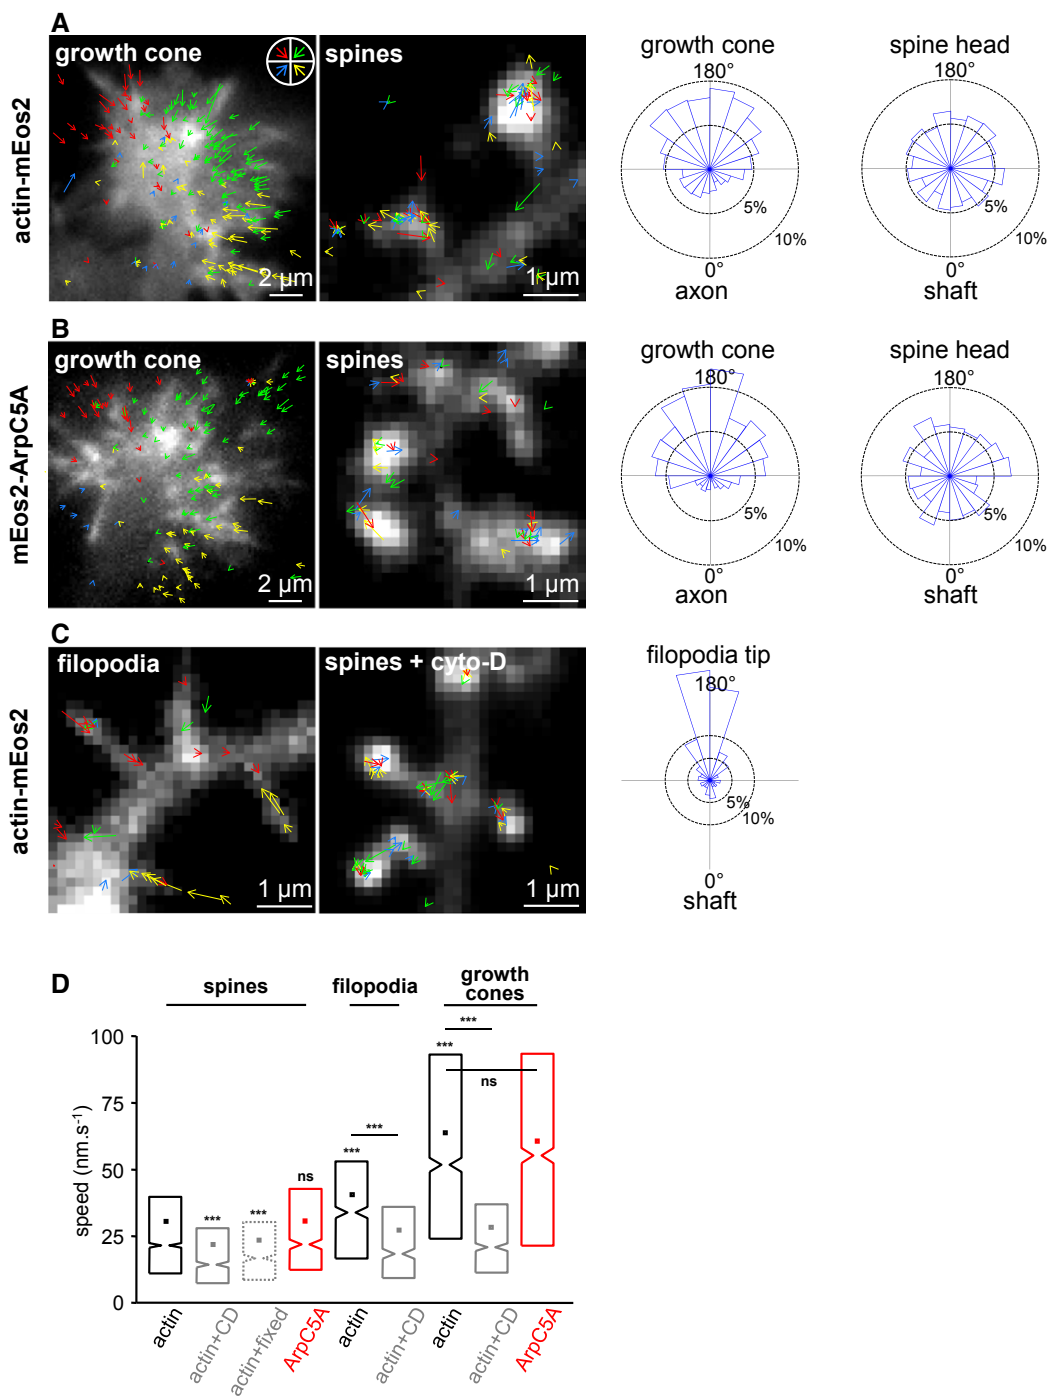 A
growth cone
spines
growth cone
spine head
180°
180°
actin-mEos2
5%
5%
10%
10%
2 µm
1 µm
0°
0°
axon
shaft
B
growth cone
spines
growth cone
spine head
180°
180°
mEos2-ArpC5A
5%
5%
10%
10%
2 µm
1 µm
0°
0°
axon
shaft
C
filopodia
spines + cyto-D
filopodia tip
180°
actin-mEos2
5%
10%
1 µm
1 µm
0°
shaft
D
spines
filopodia
growth
cones
***
100
***
ns
75
speed (nm.s-1)
***
***
50
ns
***
***
25
0
actin
actin+CD
actin+fixed
ArpC5A
actin
actin+CD
actin
actin+CD
ArpC5A